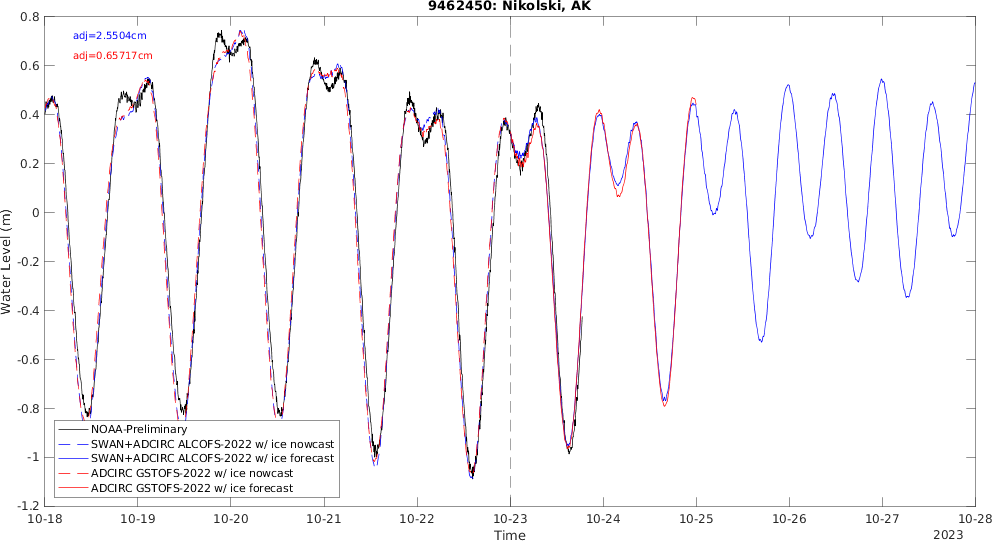 9462450: Nikolski, AK
adj=2.5504cm
adj=0.65717cm
0.8
0.6
0.4
0.2
0
-0.2
-0.4
-0.6
-0.8
-1
-1.2
Water Level (m)
NOAA-Preliminary
SWAN+ADCIRC ALCOFS-2022 w/ ice nowcast
SWAN+ADCIRC ALCOFS-2022 w/ ice forecast
ADCIRC GSTOFS-2022 w/ ice nowcast
ADCIRC GSTOFS-2022 w/ ice forecast
10-18 10-19 10-20 10-21 10-22 10-23 10-24 10-25 10-26 10-27 10-28
Time
2023